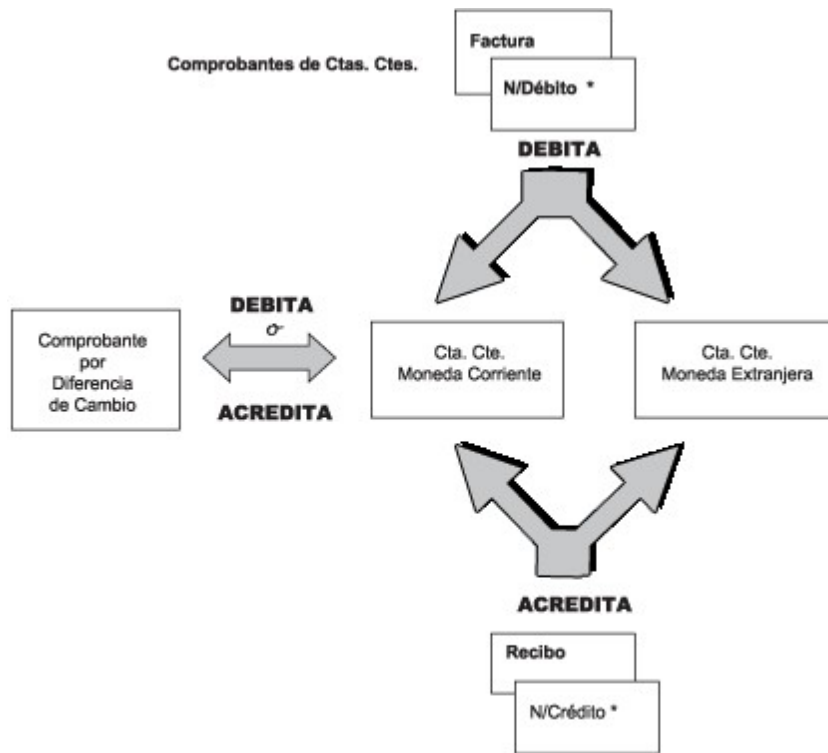 Factura
Comprobantes de Ctas. Ctes.
N/Débito *
DEBITA
DEBITA
o
ACREDITA
Comprobante
por
Diferencia
de Cambio
Cta. Cte.
Moneda Corriente
Cta. Cte.
Moneda Extranjera
ACREDITA
Recibo
N/Crédito *